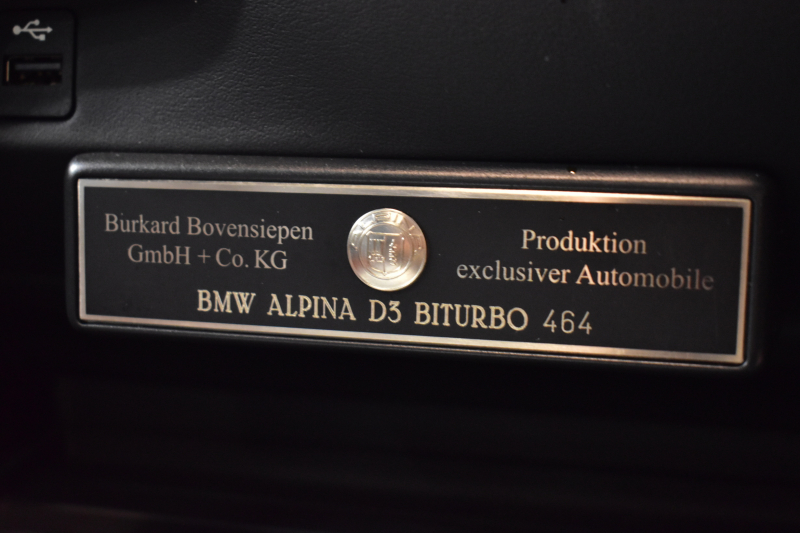 Burkard Bovensiepen
GmbH + Co. KG
Produktion
exclusiver Automobile
BMW ALPINA D3 BITURBO 464